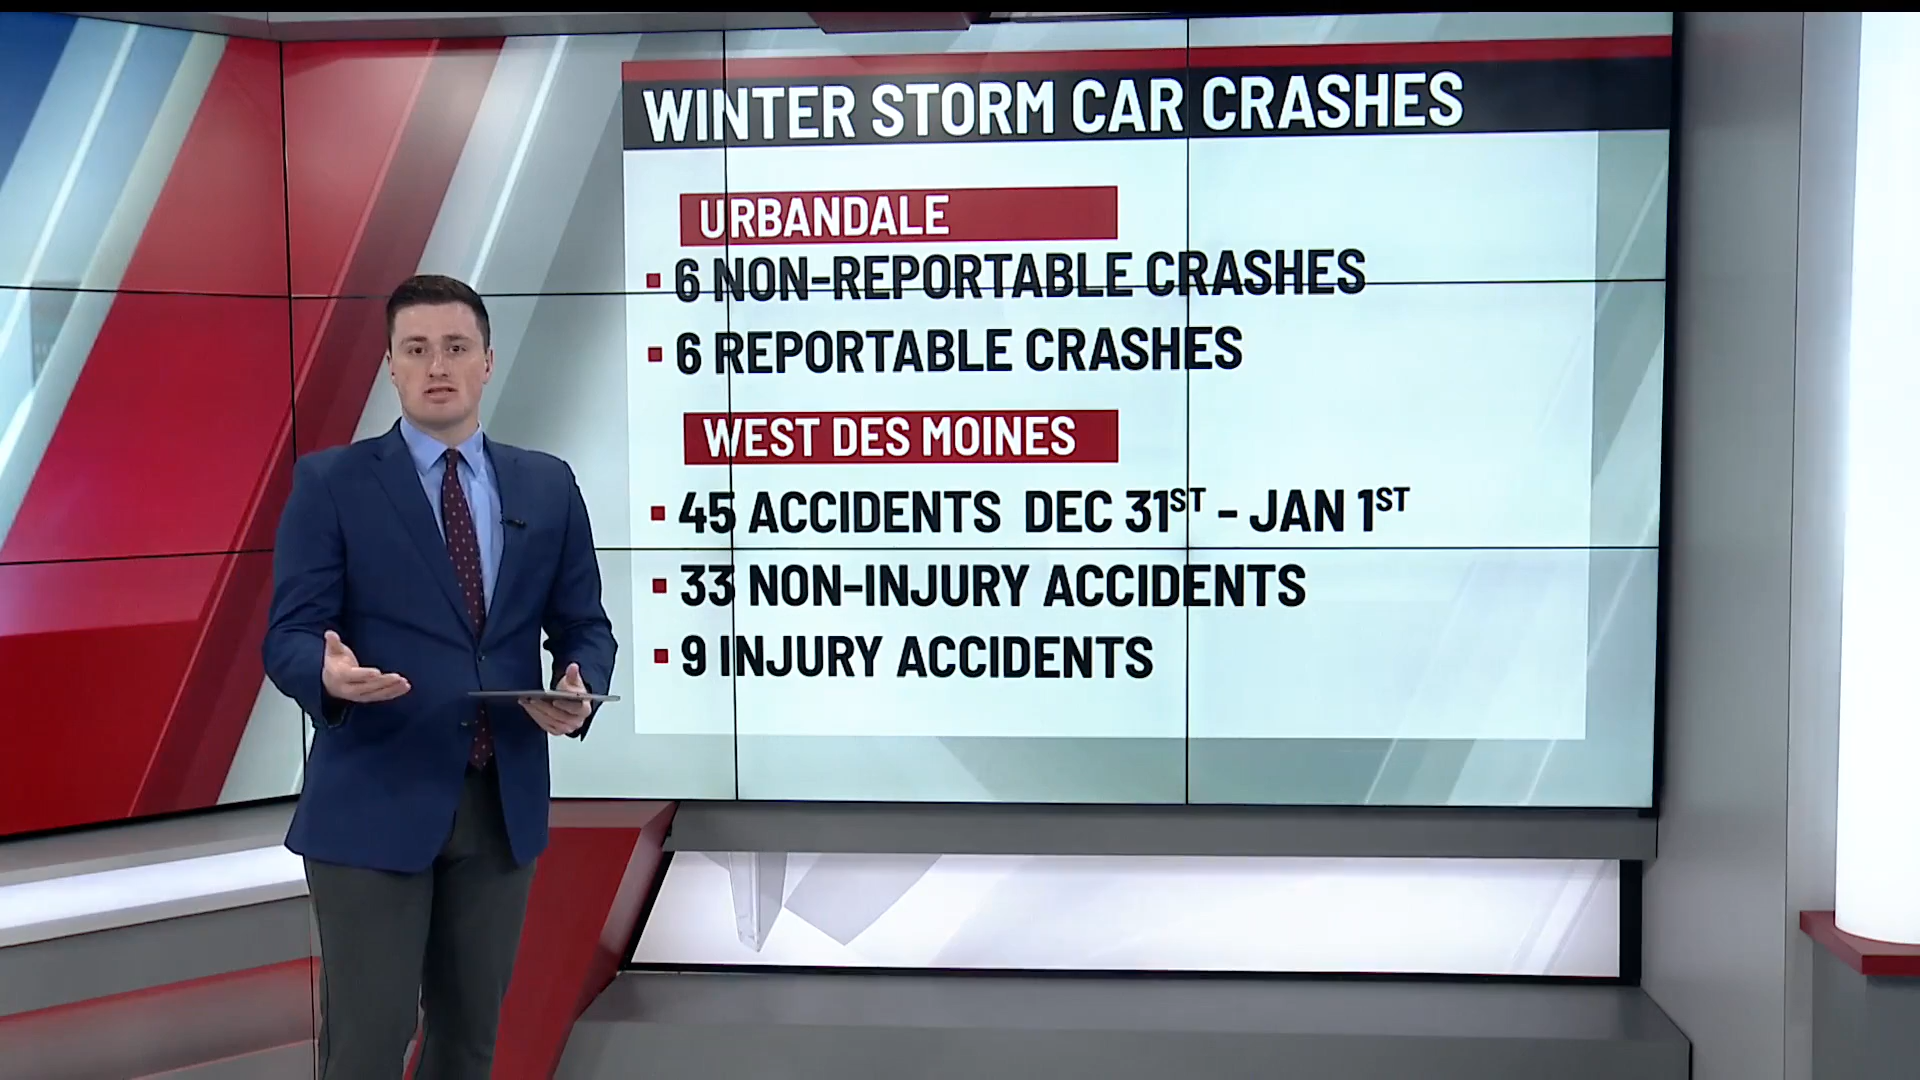 WINTER STORM CAR CRASHES
URBANDALE
▪ 6 NON-REPORTABLE CRASHES
▪ 6 REPORTABLE CRASHES
WEST DES MOINES
▪ 45 ACCIDENTS DEC 31ST - JAN 1ST
▪ 33 NON-INJURY ACCIDENTS
▪ 9 INJURY ACCIDENTS